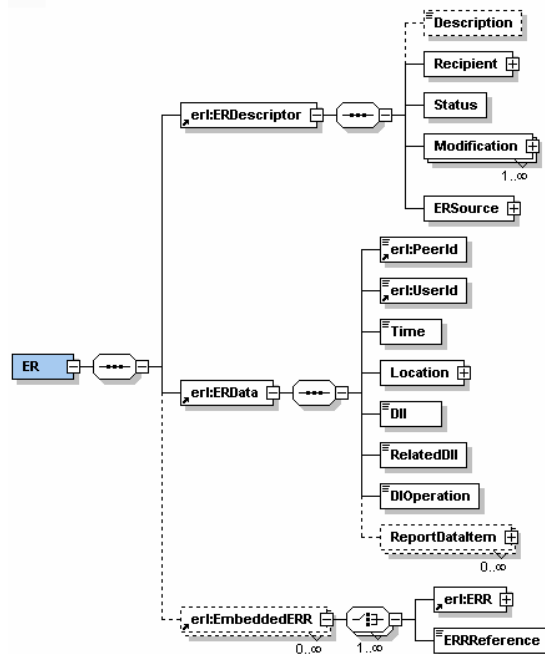 Description
Recipient
Status
Modification
1..∞
erl:ERDescriptor
ERSource
erl:PeerId
erl:UserId
Time
ER
Location
erl:ERData
DII
RelatedDII
DIOperation
ReportDataItem
0..∞
erl:ERR
erl:EmbeddedERR
0..∞
1..∞
ERRReference